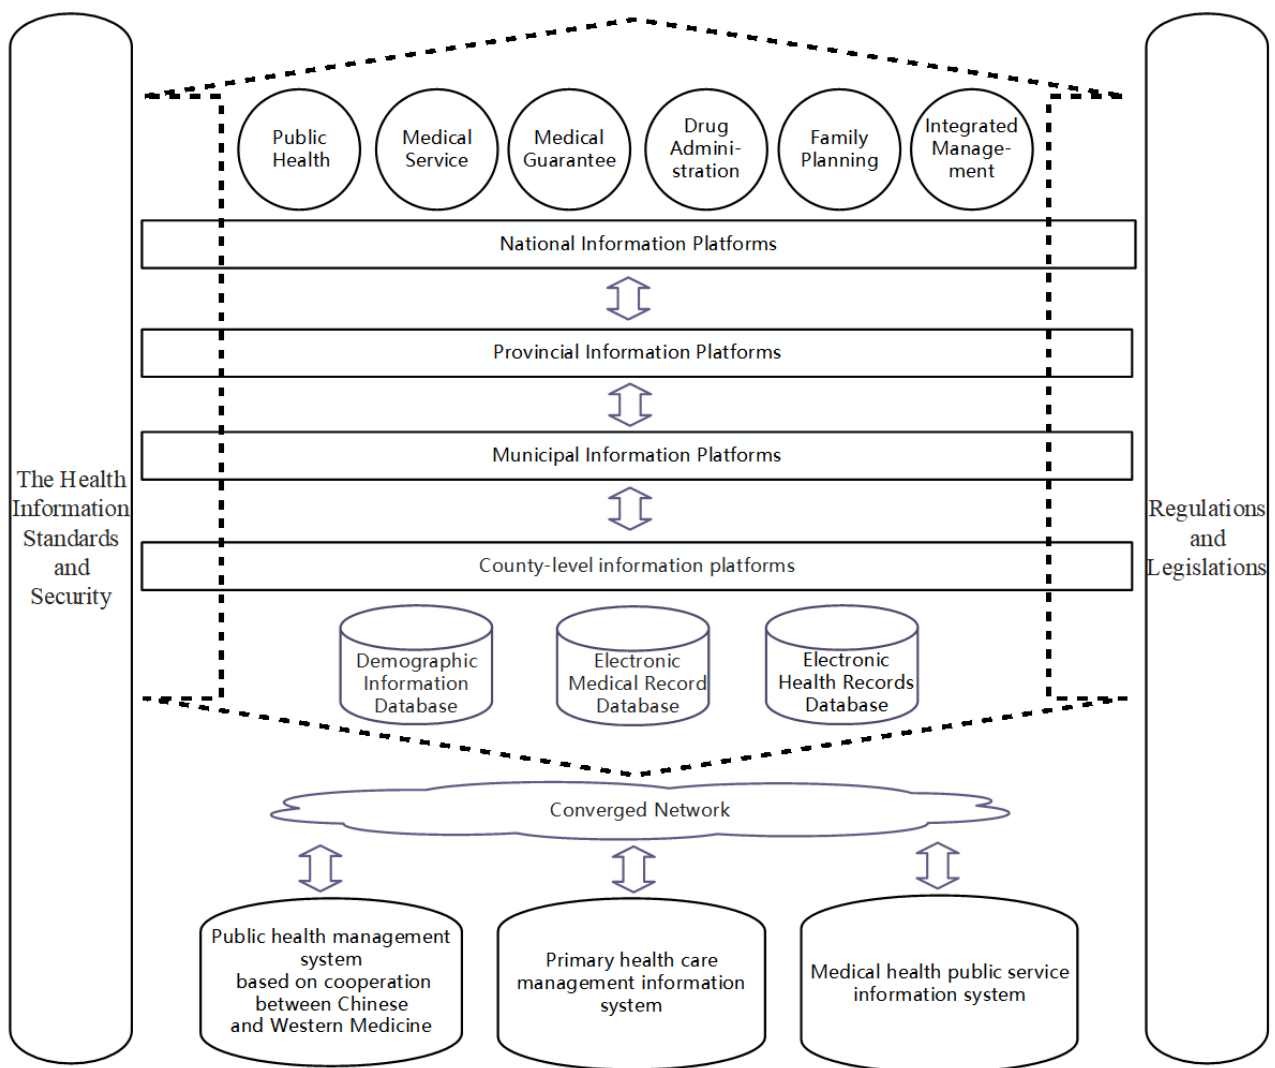 Public
Health
Medical
Service
Medical
Guarantee
Drug
Admini-
stration
Family
Planning
Integrated
Manage-
ment
National Information Platforms
Provincial Information Platforms
Municipal Information Platforms
County-level information platforms
The Health
Information
Standards
and
Security
Regulations
and
Legislations
Demographic
Information
Database
Electronic
Medical Record
Database
Electronic
Health Records
Database
Converged Network
Public health management
system
based on cooperation
between Chinese
and Western Medicine
Primary health care
management information
system
Medical health public service
information system